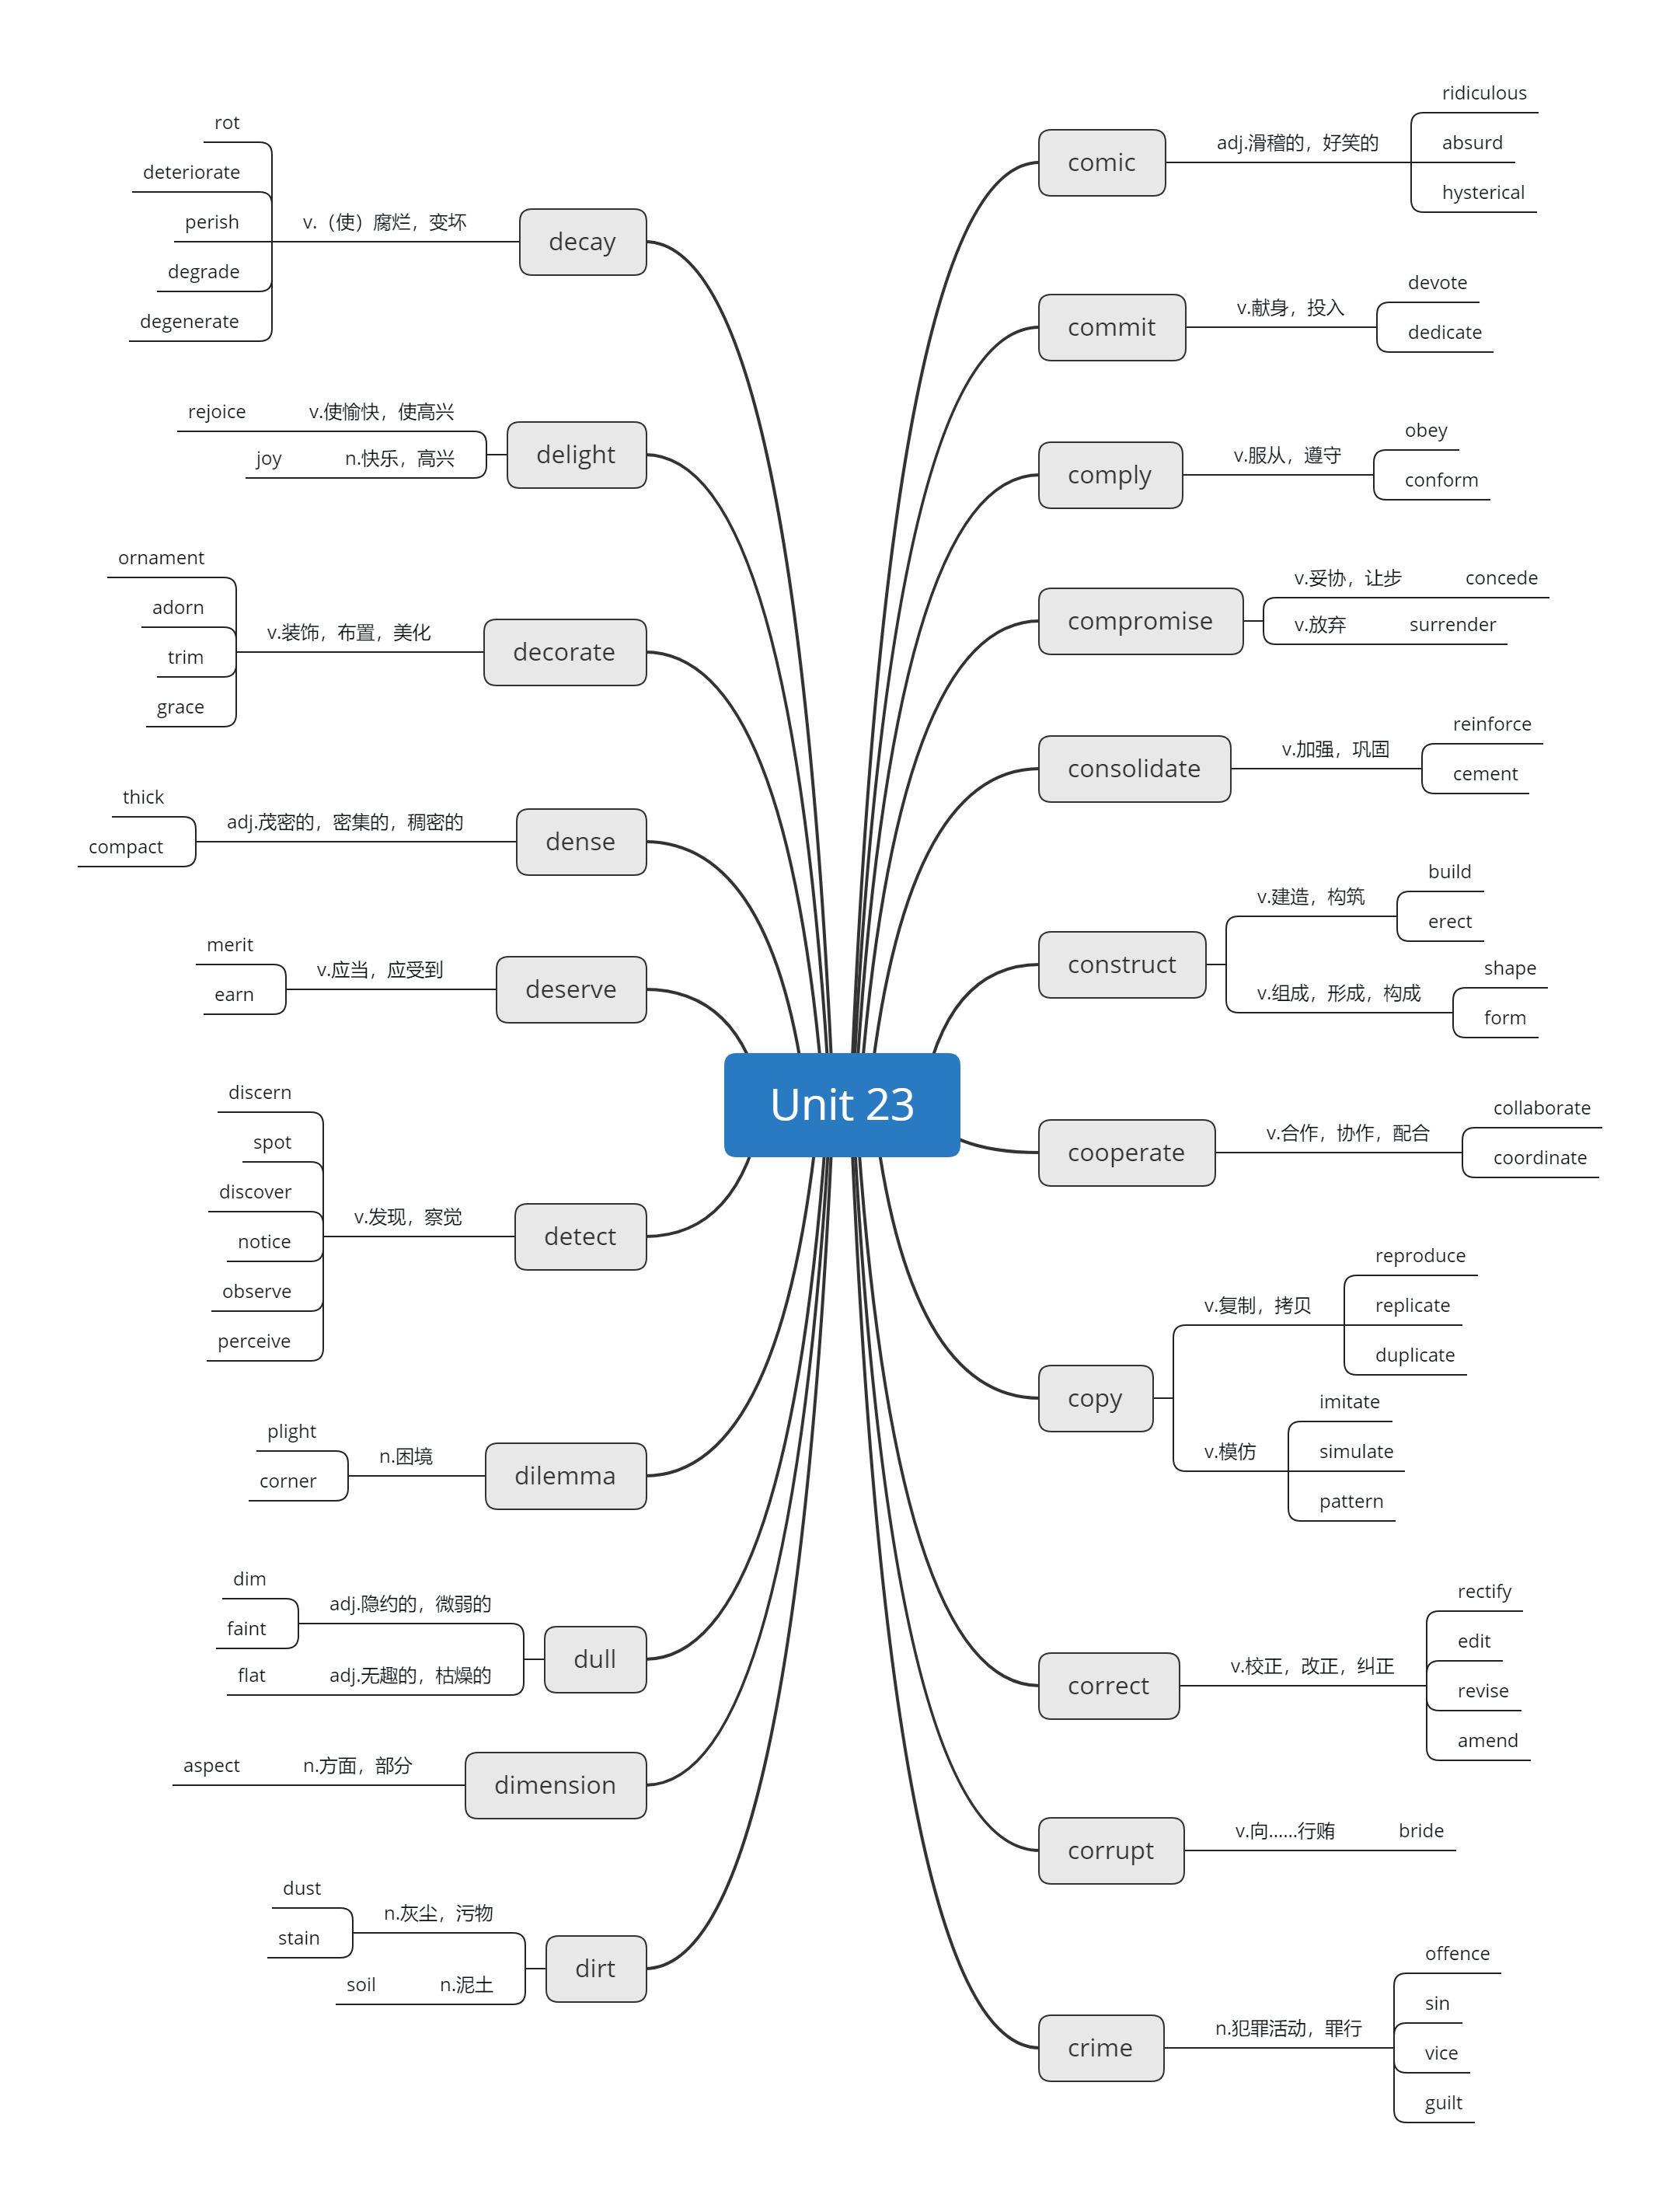 Unit 23
comic
adj.滑稽的，好笑的
ridiculous
absurd
hysterical
commit
v.献身，投入
devote
dedicate
comply
v.服从，遵守
obey
conform
compromise
v.妥协，让步
concede
v.放弃
surrender
consolidate
v.加强，巩固
reinforce
cement
construct
v.建造，构筑
build
erect
v.组成，形成，构成
shape
form
cooperate
v.合作，协作，配合
collaborate
coordinate
copy
v.复制，拷贝
reproduce
replicate
duplicate
v.模仿
imitate
simulate
pattern
correct
v.校正，改正，纠正
rectify
edit
revise
amend
corrupt
v.向......行贿
bride
crime
n.犯罪活动，罪行
offence
sin
vice
guilt
decay
v.（使）腐烂，变坏
rot
deteriorate
perish
degrade
degenerate
delight
v.使愉快，使高兴
rejoice
n.快乐，高兴
joy
decorate
v.装饰，布置，美化
ornament
adorn
trim
grace
dense
adj.茂密的，密集的，稠密的
thick
compact
deserve
v.应当，应受到
merit
earn
detect
v.发现，察觉
discern
spot
discover
notice
observe
perceive
dilemma
n.困境
plight
corner
dull
adj.隐约的，微弱的
dim
faint
adj.无趣的，枯燥的
flat
dimension
n.方面，部分
aspect
dirt
n.灰尘，污物
dust
stain
n.泥土
soil